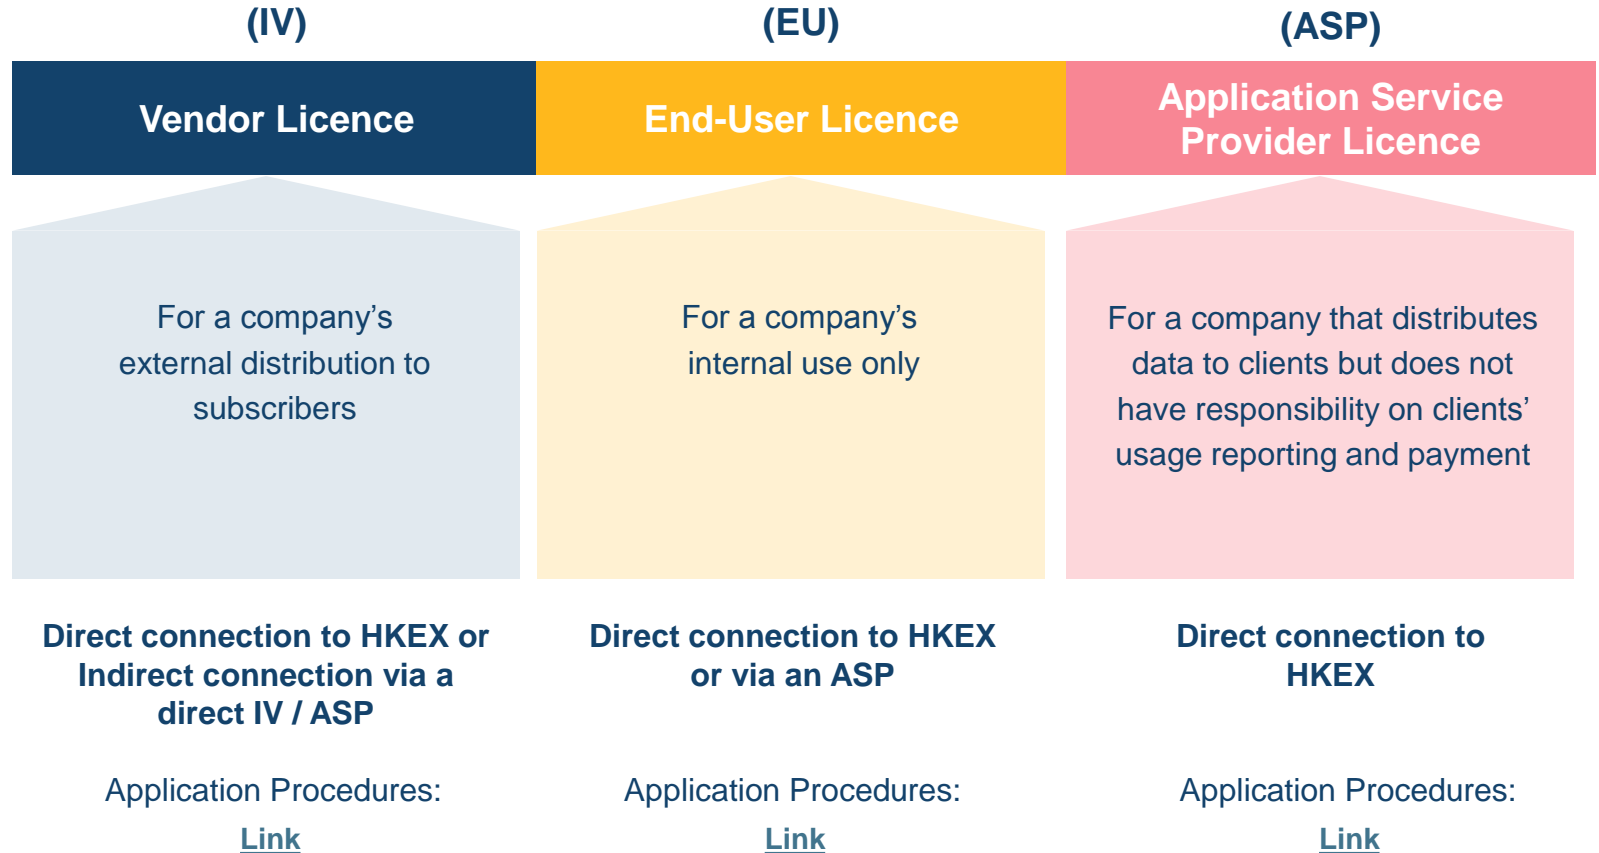 (IV)
Vendor Licence
For a company’s
external distribution to
subscribers
Direct connection to HKEX or
Indirect connection via a
direct IV / ASP
Application Procedures:
Link
(EU)
End-User Licence
For a company’s
internal use only
Direct connection to HKEX
or via an ASP
Application Procedures:
Link
(ASP)
Application Service
Provider Licence
For a company that distributes
data to clients but does not
have responsibility on clients’
usage reporting and payment
Direct connection to
HKEX
Application Procedures:
Link